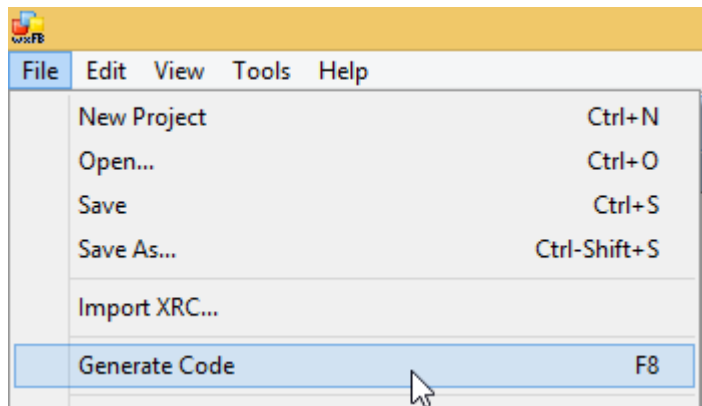 wxFB
File Edit View Tools Help
New Project Ctrl+N
Open... Ctrl+O
Save Ctrl+S
Save As... Ctrl-Shift+S
Import XRC...
Generate Code F8